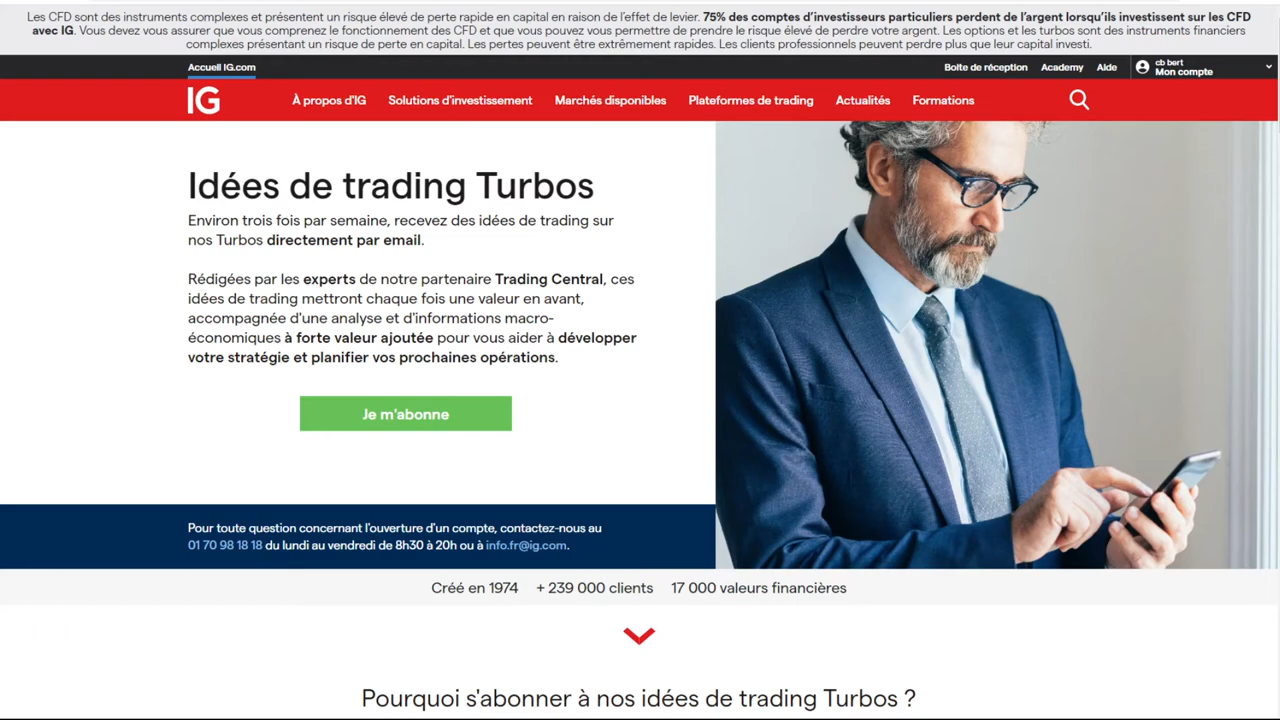 Les CFD sont des instruments complexes et présentent un risque élevé de perte rapide en capital en raison de l’effet de levier. 75% des comptes d’investisseurs particuliers perdent de l’argent lorsqu’ils investissent sur les CFD
avec IG. Vous devez vous assurer que vous comprenez le fonctionnement des CFD et que vous pouvez vous permettre de prendre le risque élevé de perdre votre argent. Les options et les turbos sont des instruments financiers
complexes présentant un risque de perte en capital. Les pertes peuvent être extrêmement rapides. Les clients professionnels peuvent perdre plus que leur capital investi.
Accueil IG.com Boite de réception Academy Aide cb bert
Mon compte
IG À propos d'IG Solutions d'investissement Marchés disponibles Plateformes de trading Actualités Formations
Idées de trading Turbos
Environ trois fois par semaine, recevez des idées de trading sur
nos Turbos directement par email.
Rédigées par les experts de notre partenaire Trading Central, ces
idées de trading mettront chaque fois une valeur en avant,
accompagnée d'une analyse et d'informations macro-
économiques à forte valeur ajoutée pour vous aider à développer
votre stratégie et planifier vos prochaines opérations.
Je m'abonne
Pour toute question concernant l'ouverture d'un compte, contactez-nous au
01 70 98 18 18 du lundi au vendredi de 8h30 à 20h ou à info.fr@ig.com.
Créé en 1974 + 239 000 clients 17 000 valeurs financières
Pourquoi s'abonner à nos idées de trading Turbos ?